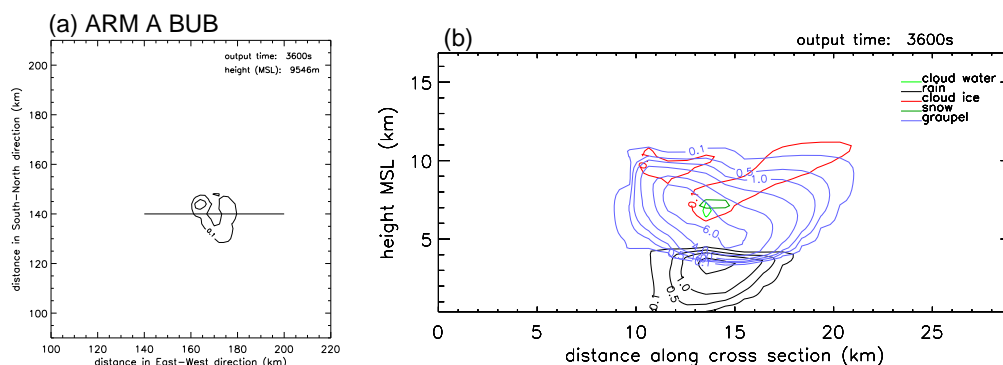 (a) ARM A BUB
output time: 3600s
height (MSL): 9546m
distance in South-North direction (km)
210
200
180
160
140
120
100
0.1
100 120 140 160 180 200 220
distance in East-West direction (km)
(b)
output time: 3600s
cloud water
rain
cloud ice
snow
graupel
height MSL (km)
15
10
5
0.1
0.5
1.0
6.0
0.1
0.5
1.0
0 5 10 15 20 25
distance along cross section (km)